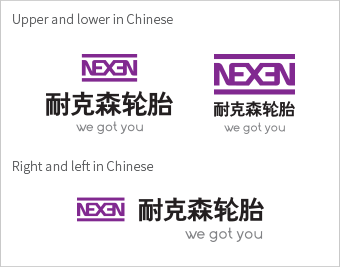 Upper and lower in Chinese
NEXEN
NEXEN
耐克森轮胎
耐克森轮胎
we got you
we got you
Right and left in Chinese
NEXEN 耐克森轮胎
we got you